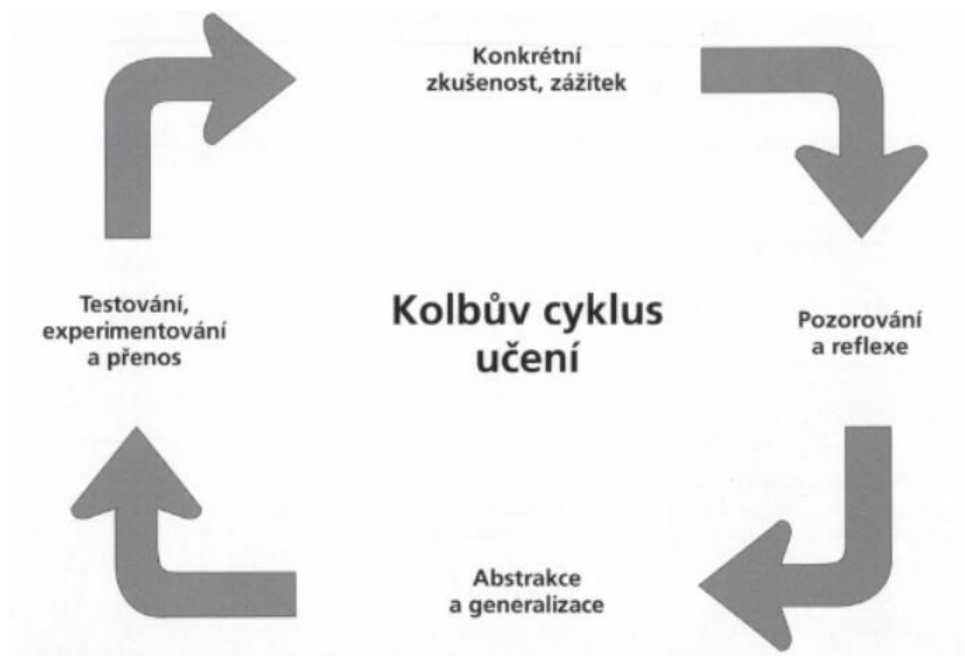 Konkrétní
zkušenost, zážitek
Testování,
experimentování
a přenos
Kolbův cyklus
učení
Pozorování
a reflexe
Abstrakce
a generalizace